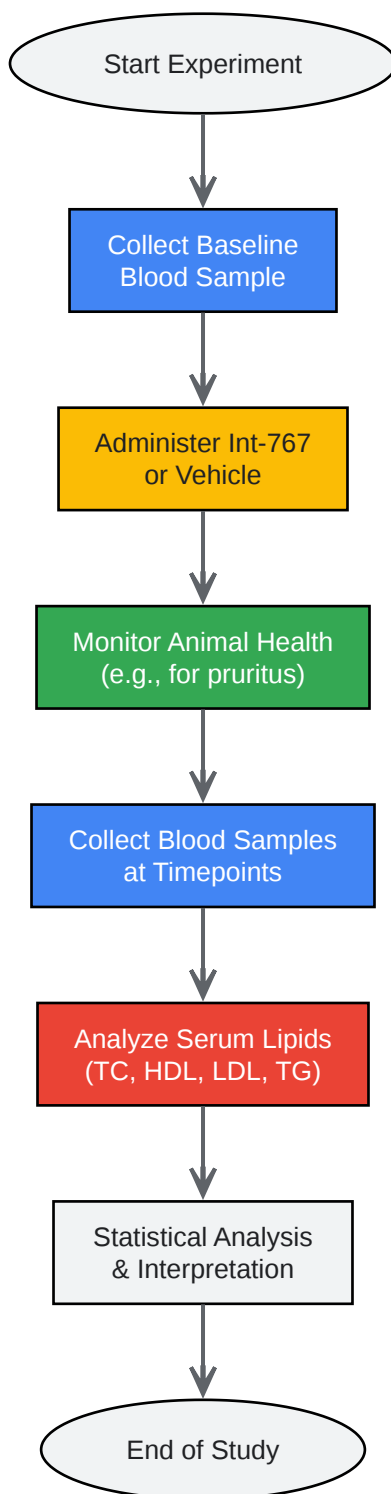 Start Experiment
Collect Baseline
Blood Sample
Administer Int-767
or Vehicle
Monitor Animal Health
(e.g., for pruritus)
Collect Blood Samples
at Timepoints
Analyze Serum Lipids
(TC, HDL, LDL, TG)
Statistical Analysis
& Interpretation
End of Study